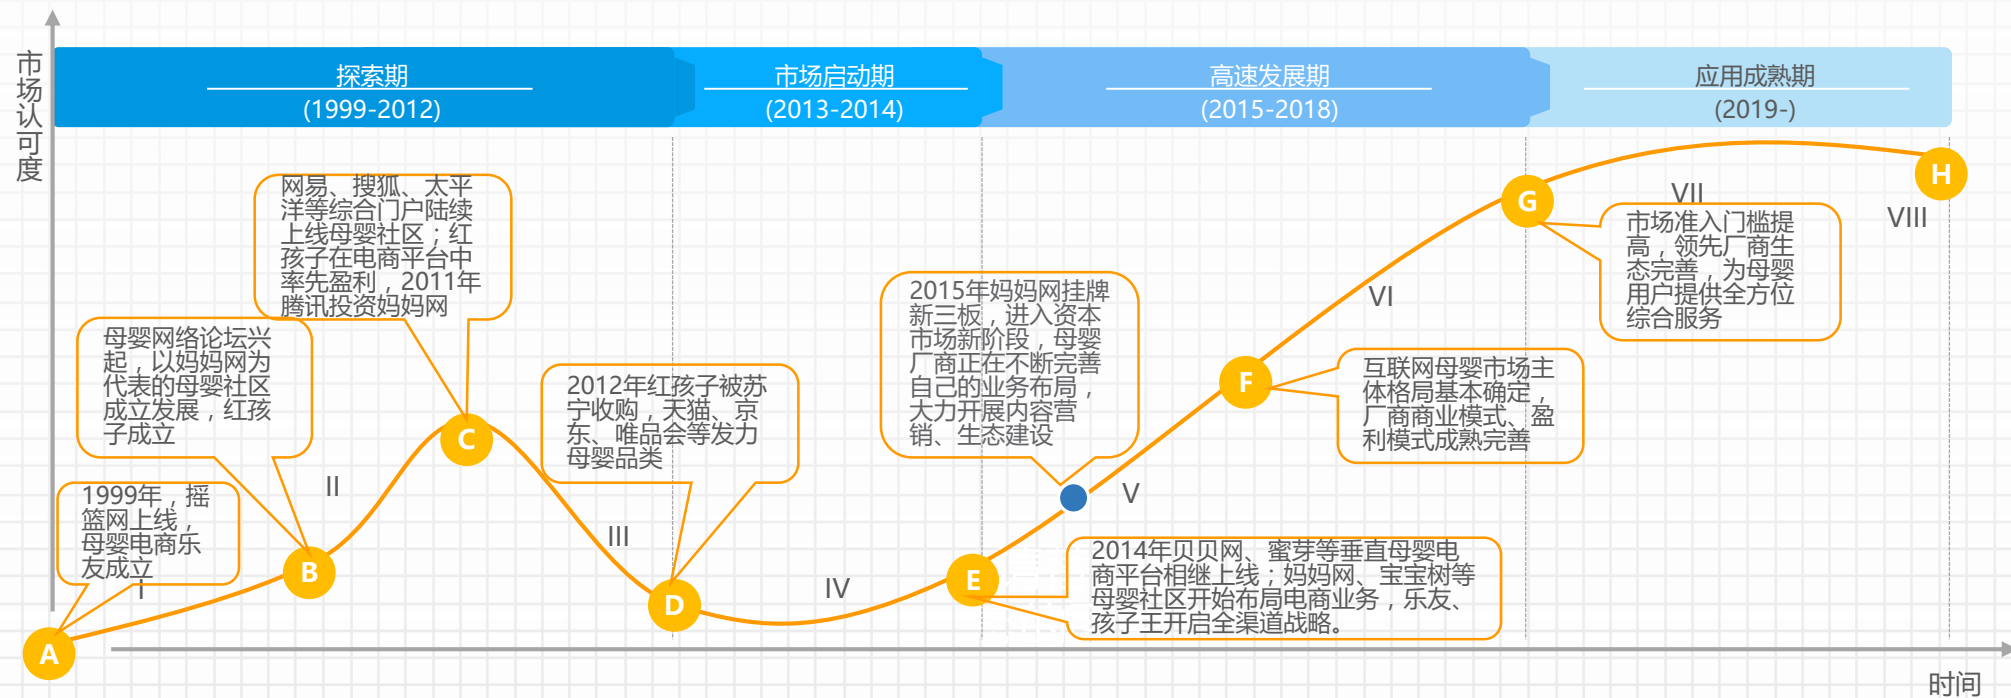 市场认可度
探索期
(1999-2012)
市场启动期
(2013-2014)
高速发展期
(2015-2018)
应用成熟期
(2019-)
1999年，摇
篮网上线，
母婴电商乐
友成立
母婴网络论坛兴
起，以妈妈网为
代表的母婴社区
成立发展，红孩
子成立
网易、搜狐、太平
洋等综合门户陆续
上线母婴社区；红
孩子在电商平台中
率先盈利，2011年
腾讯投资妈妈网
2012年红孩子被苏
宁收购，天猫、京
东、唯品会等发力
母婴品类
2015年妈妈网挂牌
新三板，进入资本
市场新阶段，母婴
厂商正在不断完善
自己的业务布局，
大力开展内容营
销、生态建设
2014年贝贝网、蜜芽等垂直母婴电
商平台相继上线；妈妈网、宝宝树等
母婴社区开始布局电商业务，乐友、
孩子王开启全渠道战略。
互联网母婴市场主
体格局基本确定，
厂商商业模式、盈
利模式成熟完善
市场准入门槛提
高，领先厂商生
态完善，为母婴
用户提供全方位
综合服务
A
I
B
II
C
III
D
IV
E
V
F
VI
G
VII
H
VIII
时间